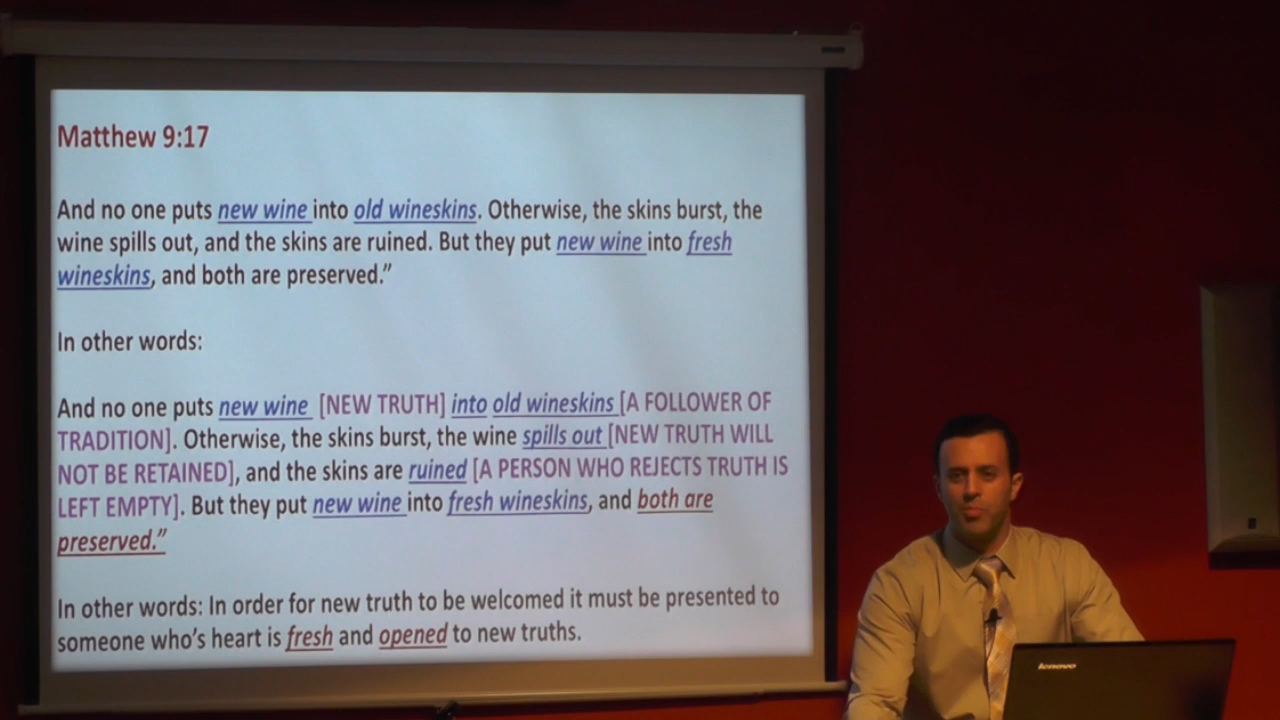 Matthew 9:17
And no one puts new wine into old wineskins. Otherwise, the skins burst, the
wine spills out, and the skins are ruined. But they put new wine into fresh
wineskins, and both are preserved.”
In other words:
And no one puts new wine [NEW TRUTH] into old wineskins [A FOLLOWER OF
TRADITION]. Otherwise, the skins burst, the wine spills out [NEW TRUTH WILL
NOT BE RETAINED], and the skins are ruined [A PERSON WHO REJECTS TRUTH IS
LEFT EMPTY]. But they put new wine into fresh wineskins, and both are
preserved.”
In other words: In order for new truth to be welcomed it must be presented to
someone who’s heart is fresh and opened to new truths.
lenovo